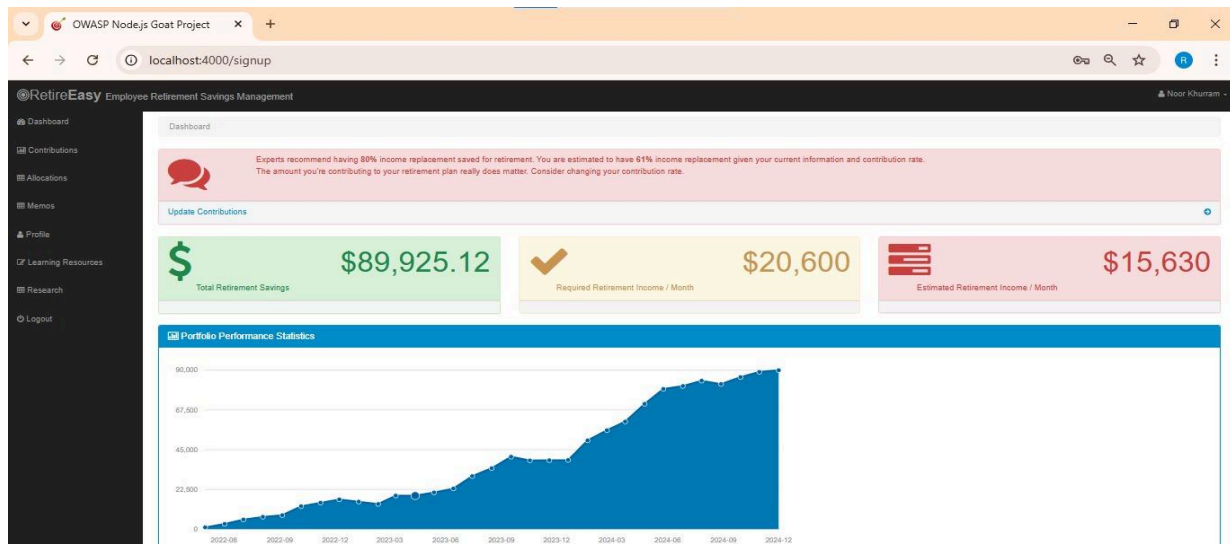 OWASP Node.js Goat Project
localhost:4000/signup
R
RetireEasy Employee Retirement Savings Management
Noor Khurram
Dashboard
Contributions
Allocations
Memos
Profile
Learning Resources
Research
Logout
Dashboard
Experts recommend having 80% income replacement saved for retirement. You are estimated to have 61% income replacement given your current information and contribution rate.
The amount you're contributing to your retirement plan really does matter. Consider changing your contribution rate.
Update Contributions
$89,925.12
Total Retirement Savings
$20,600
Required Retirement Income / Month
$15,630
Estimated Retirement Income / Month
Portfolio Performance Statistics
90,000
67,500
45,000
22,500
0
2022-06 2022-09 2022-12 2023-03 2023-06 2023-09 2023-12 2024-03 2024-06 2024-09 2024-12